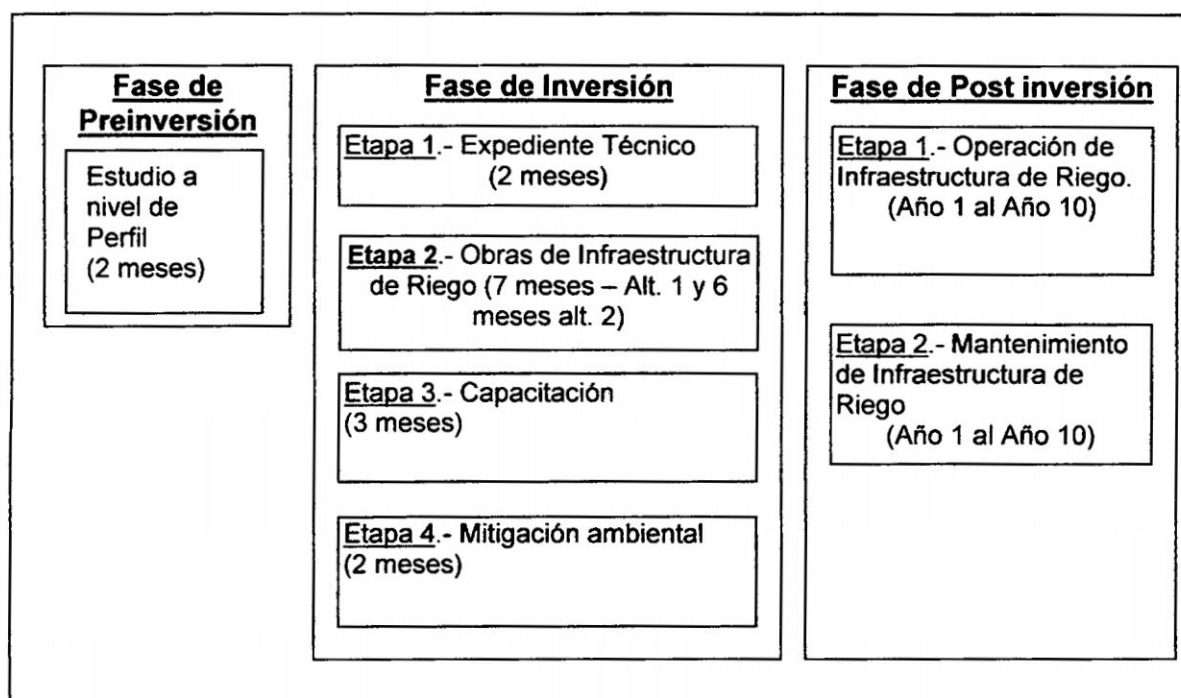 Fase de
Preinversión
Estudio a
nivel de
Perfil
(2 meses)
Fase de Inversión
Etapa 1.- Expediente Técnico
(2 meses)
Etapa 2.- Obras de Infraestructura
de Riego (7 meses – Alt. 1 y 6
meses alt. 2)
Etapa 3.- Capacitación
(3 meses)
Etapa 4.- Mitigación ambiental
(2 meses)
Fase de Post inversión
Etapa 1.- Operación de
Infraestructura de Riego.
(Año 1 al Año 10)
Etapa 2.- Mantenimiento
de Infraestructura de
Riego
(Año 1 al Año 10)